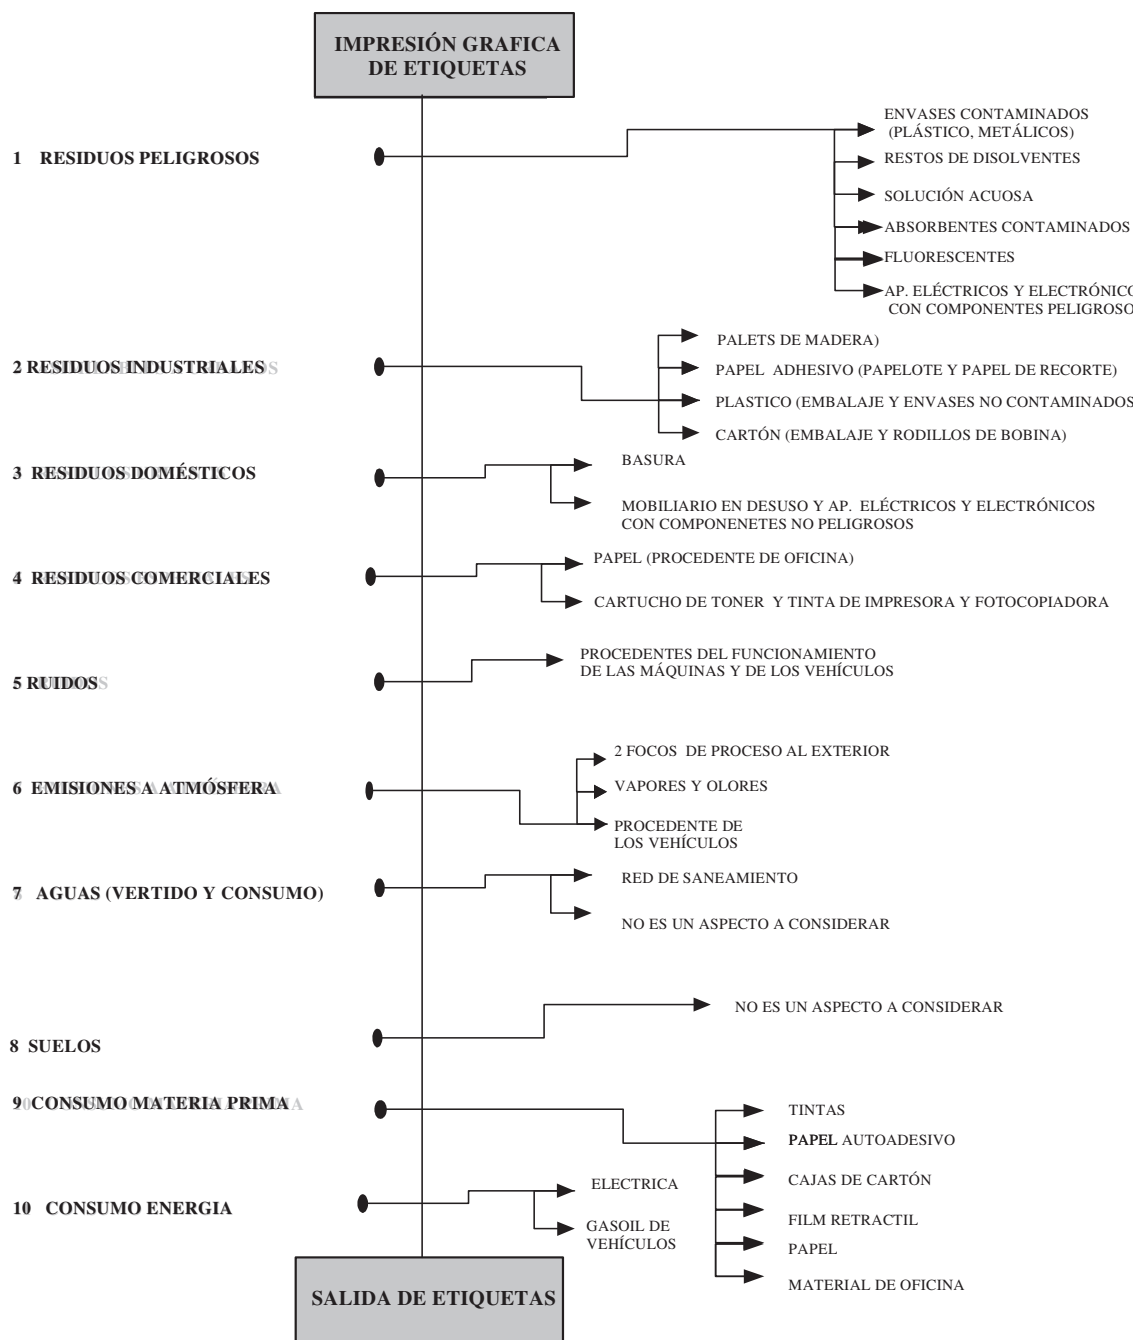 IMPRESIÓN GRAFICA
DE ETIQUETAS
1 RESIDUOS PELIGROSOS
ENVASES CONTAMINADOS
(PLÁSTICO, METÁLICOS)
RESTOS DE DISOLVENTES
SOLUCIÓN ACUOSA
ABSORBENTES CONTAMINADOS
FLUORESCENTES
AP. ELÉCTRICOS Y ELECTRÓNICO
CON COMPONENTES PELIGROSO
2 RESIDUOS INDUSTRIALES
PALETS DE MADERA)
PAPEL ADHESIVO (PAPELOTE Y PAPEL DE RECORTE)
PLASTICO (EMBALAJE Y ENVASES NO CONTAMINADOS
CARTÓN (EMBALAJE Y RODILLOS DE BOBINA)
3 RESIDUOS DOMÉSTICOS
BASURA
MOBILIARIO EN DESUSO Y AP. ELÉCTRICOS Y ELECTRÓNICOS
CON COMPONENETES NO PELIGROSOS
4 RESIDUOS COMERCIALES
PAPEL (PROCEDENTE DE OFICINA)
CARTUCHO DE TONER Y TINTA DE IMPRESORA Y FOTOCOPIADORA
5 RUIDOS
PROCEDENTES DEL FUNCIONAMIENTO
DE LAS MÁQUINAS Y DE LOS VEHÍCULOS
6 EMISIONES A ATMÓSFERA
2 FOCOS DE PROCESO AL EXTERIOR
VAPORES Y OLORES
PROCEDENTE DE
LOS VEHÍCULOS
7 AGUAS (VERTIDO Y CONSUMO)
RED DE SANEAMIENTO
NO ES UN ASPECTO A CONSIDERAR
8 SUELOS
NO ES UN ASPECTO A CONSIDERAR
9 CONSUMO MATERIA PRIMA
TINTAS
PAPEL AUTOADESIVO
CAJAS DE CARTÓN
FILM RETRACTIL
PAPEL
MATERIAL DE OFICINA
10 CONSUMO ENERGIA
ELECTRICA
GASOIL DE
VEHÍCULOS
SALIDA DE ETIQUETAS